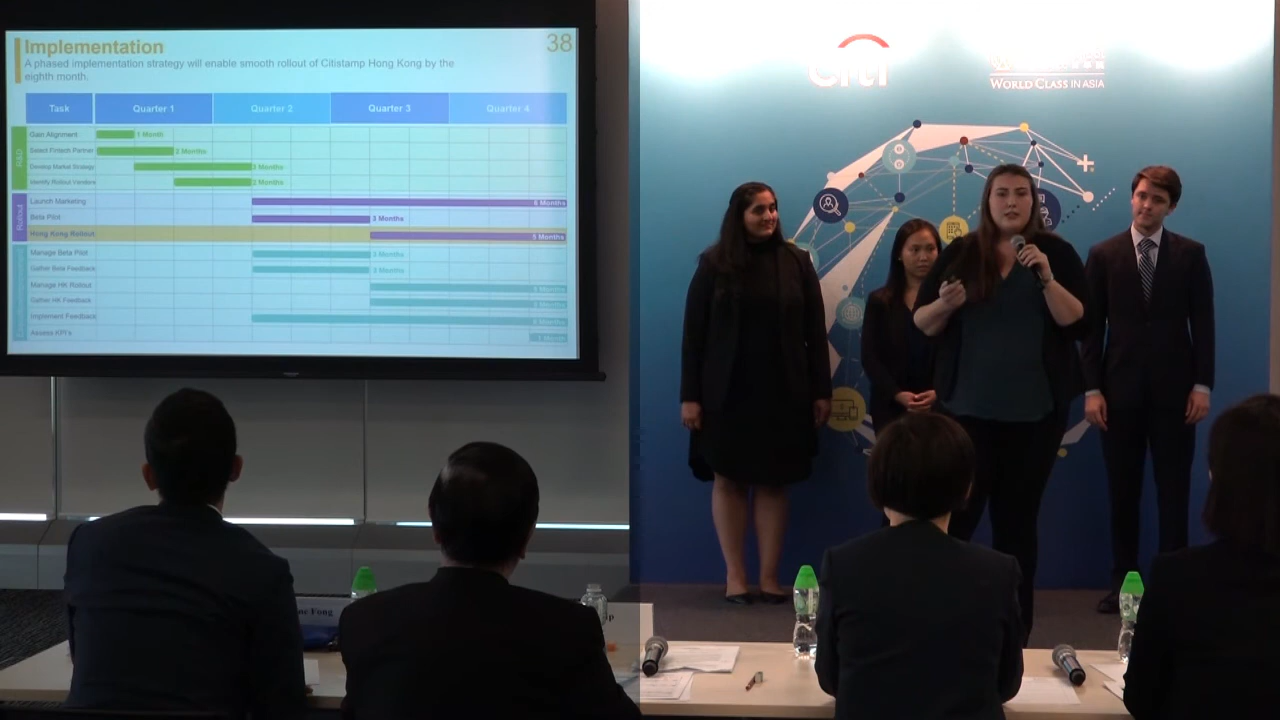 Implementation
38
A phased implementation strategy will enable smooth rollout of Citistamp Hong Kong by the
eighth month.
Task Quarter 1 Quarter 2 Quarter 3 Quarter 4
R&D
Gain Alignment 1 Month
Select Fintech Partner 2 Months
Develop Market Strategy 3 Months
Identify Rollout Vendors 2 Months
Rollout
Launch Marketing 6 Months
Beta Pilot 3 Months
Hong Kong Rollout 5 Months
Manage Beta Pilot 3 Months
Gather Beta Feedback 3 Months
Manage HK Rollout
Gather HK Feedback
Implement Feedback
Assess KPI's
citi
WORLD CLASS IN ASIA
Fong